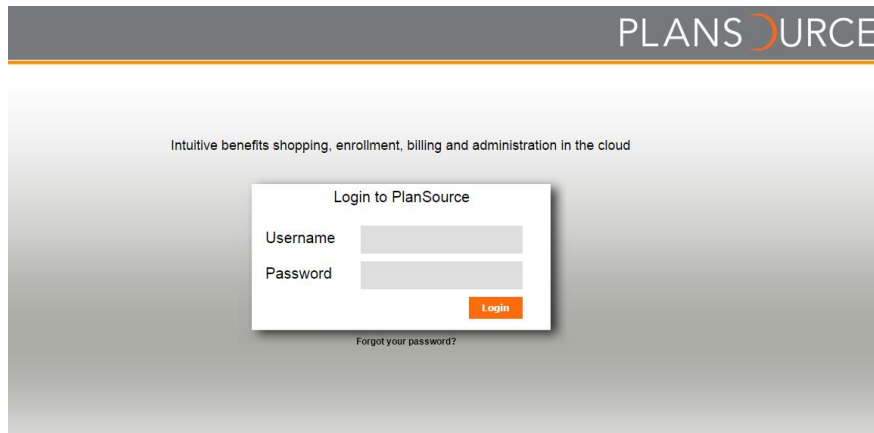 PLANSOURCE
Intuitive benefits shopping, enrollment, billing and administration in the cloud
Login to PlanSource
Username
Password
Login
Forgot your password?